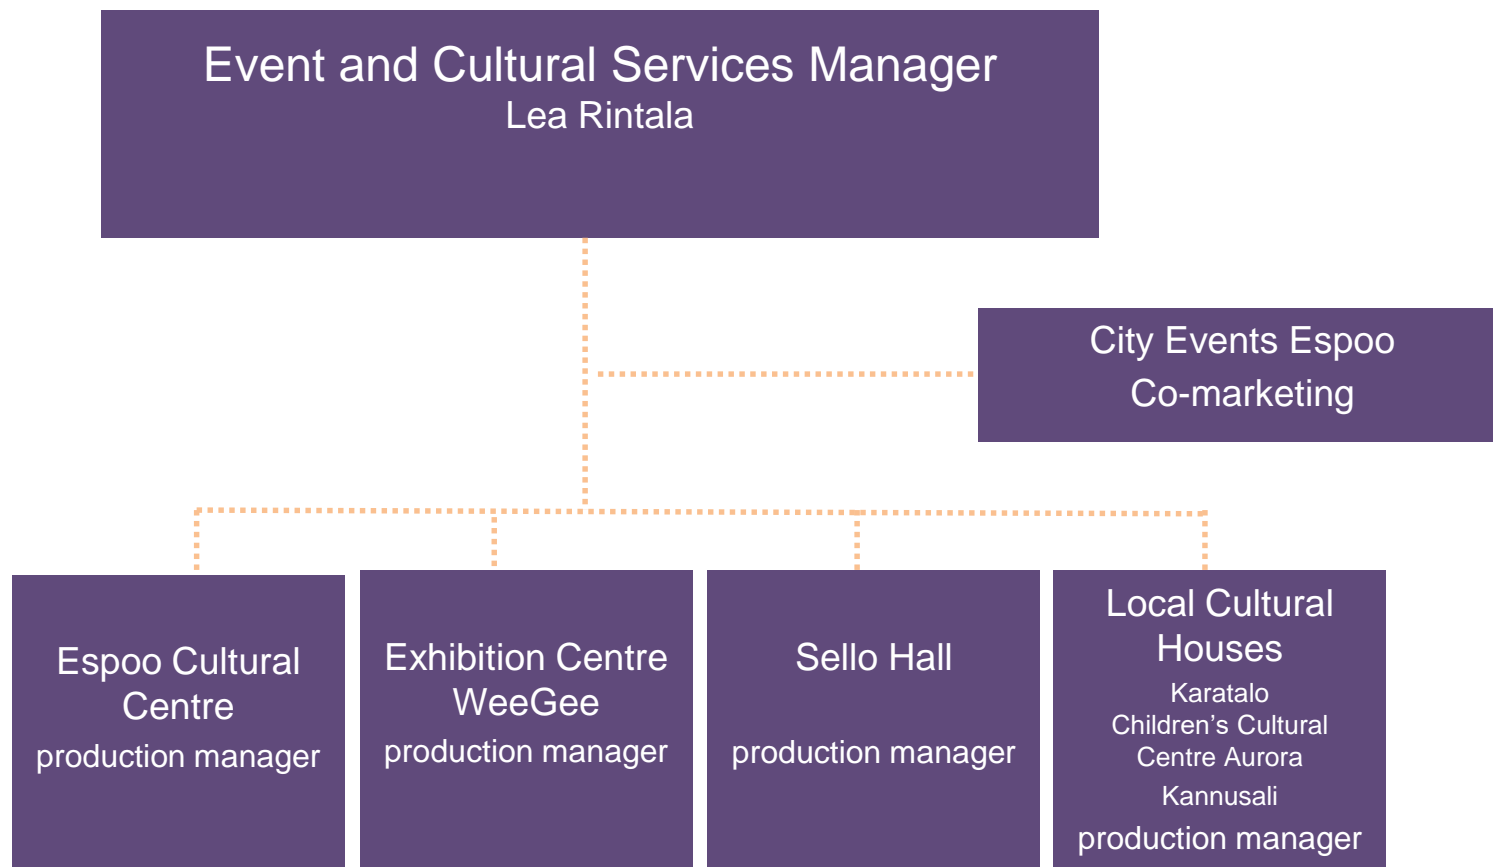 Event and Cultural Services Manager
Lea Rintala
City Events Espoo
Co-marketing
Espoo Cultural
Centre
production manager
Exhibition Centre
WeeGee
production manager
Sello Hall
production manager
Local Cultural
Houses
Karatalo
Children’s Cultural
Centre Aurora
Kannusali
production manager